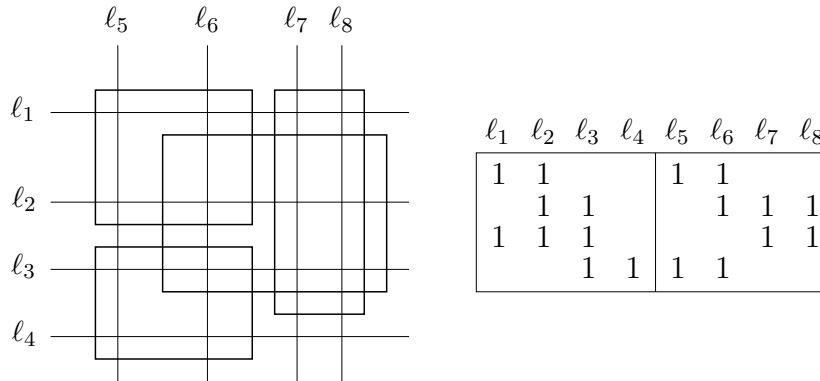 ℓ5 ℓ6 ℓ7 ℓ8
ℓ1
ℓ2
ℓ3
ℓ4
ℓ1 ℓ2 ℓ3 ℓ4 ℓ5 ℓ6 ℓ7 ℓ8
1 1 1 1
1 1 1 1 1
1 1 1 1 1
1 1 1 1